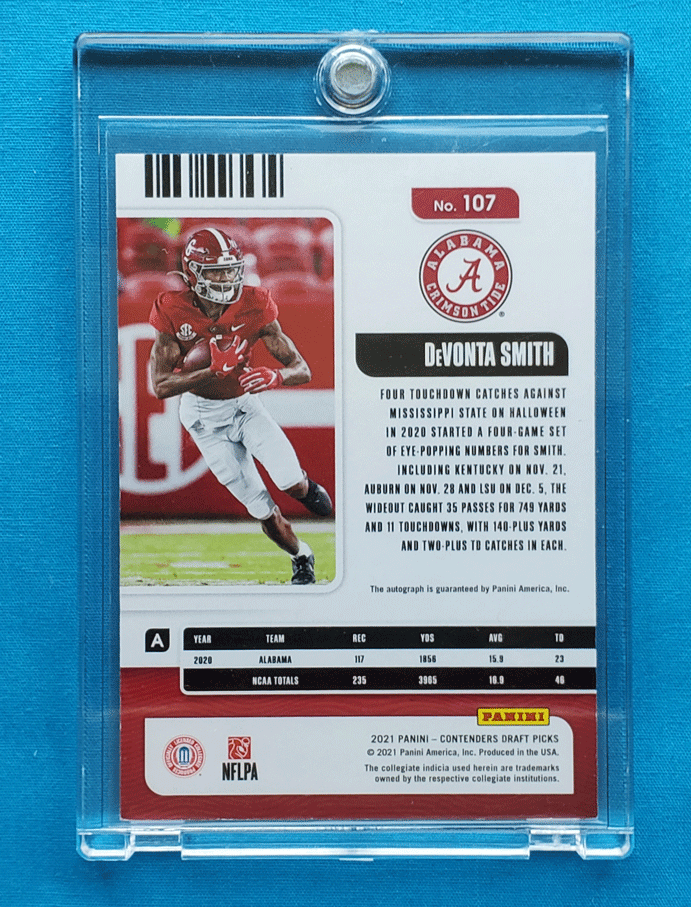 No. 107
ALABAMA
A
CRIMSON TIDE
®
DeVONTA SMITH
FOUR TOUCHDOWN CATCHES AGAINST
MISSISSIPPI STATE ON HALLOWEEN
IN 2020 STARTED A FOUR-GAME SET
OF EYE-POPPING NUMBERS FOR SMITH.
INCLUDING KENTUCKY ON NOV. 21,
AUBURN ON NOV. 28 AND LSU ON DEC. 5, THE
WIDEOUT CAUGHT 35 PASSES FOR 749 YARDS
AND 11 TOUCHDOWNS, WITH 140-PLUS YARDS
AND TWO-PLUS TD CATCHES IN EACH.
The autograph is guaranteed by Panini America, Inc.
A
YEAR TEAM REC YDS AVG TD
2020 ALABAMA 117 1856 15.9 23
NCAA TOTALS 235 3965 16.9 46
PANINI
2021 PANINI – CONTENDERS DRAFT PICKS
© 2021 Panini America, Inc. Produced in the USA.
The collegiate indicia used herein are trademarks
owned by the respective collegiate institutions.
NFLPA
SEC